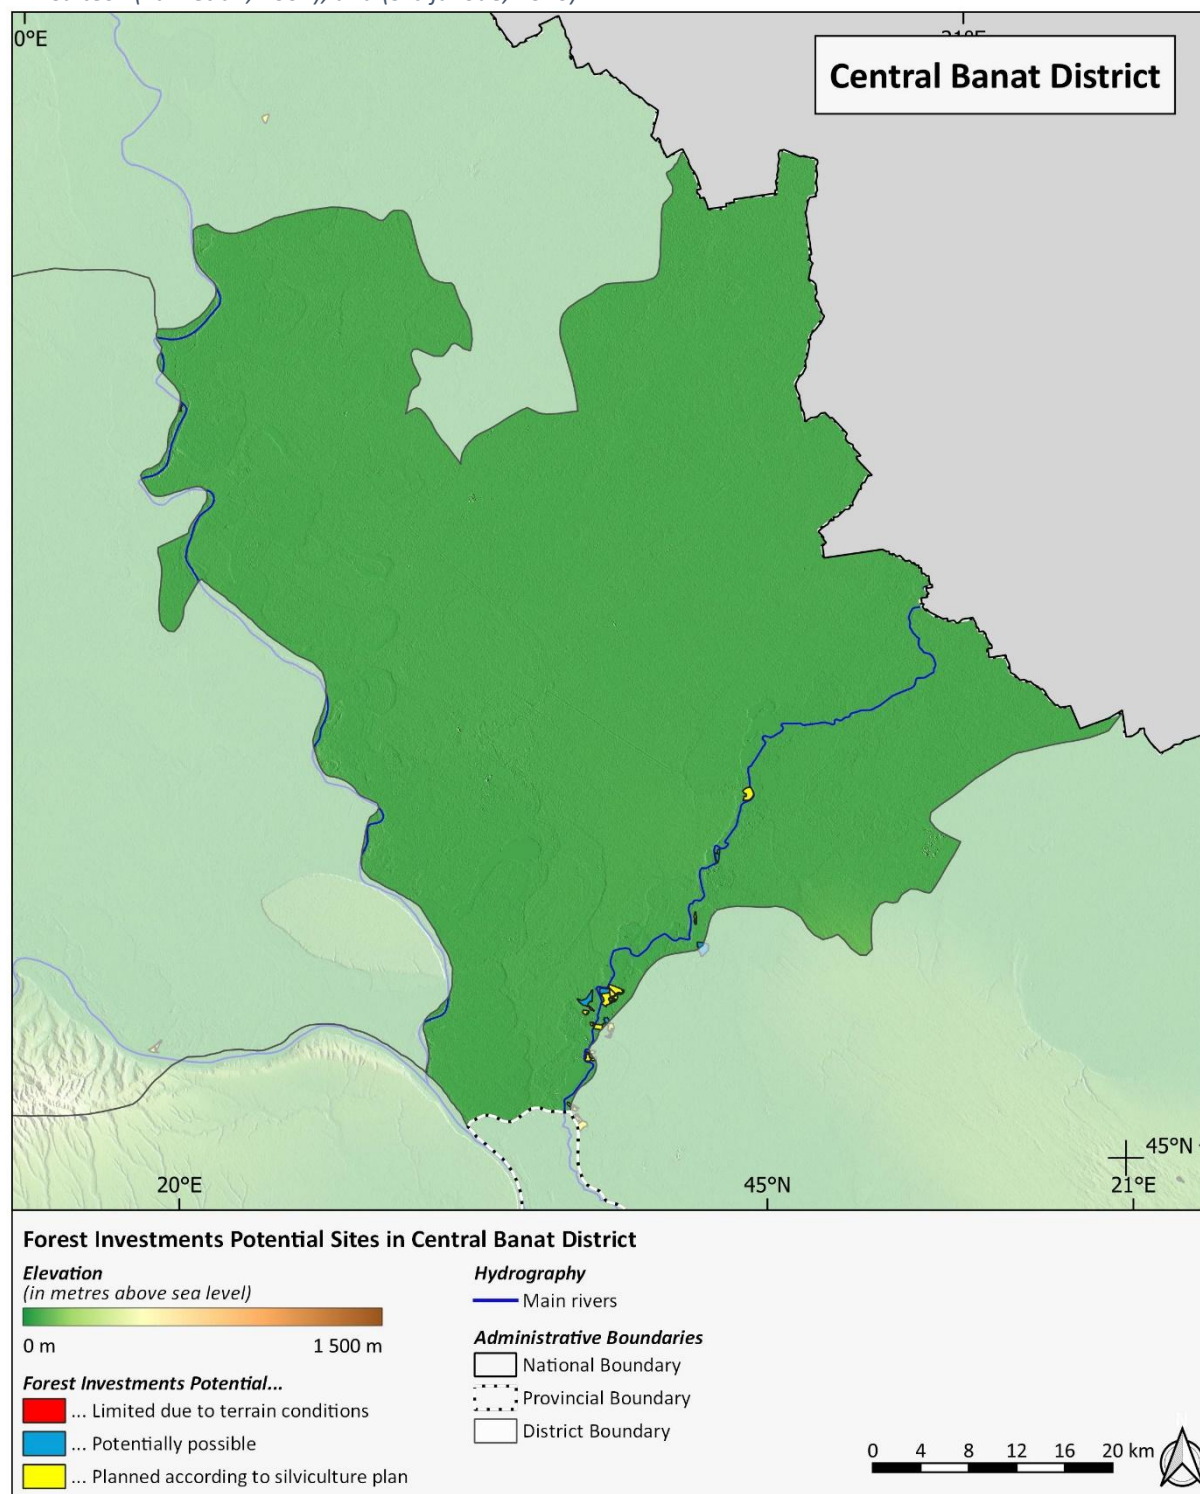 0°E
21°E
Central Banat District
45°N
20°E
45°N
21°E
Forest Investments Potential Sites in Central Banat District
Elevation
(in metres above sea level)
0 m
1 500 m
Forest Investments Potential...
... Limited due to terrain conditions
... Potentially possible
... Planned according to silviculture plan
Hydrography
Main rivers
Administrative Boundaries
National Boundary
Provincial Boundary
District Boundary
0 4 8 12 16 20 km